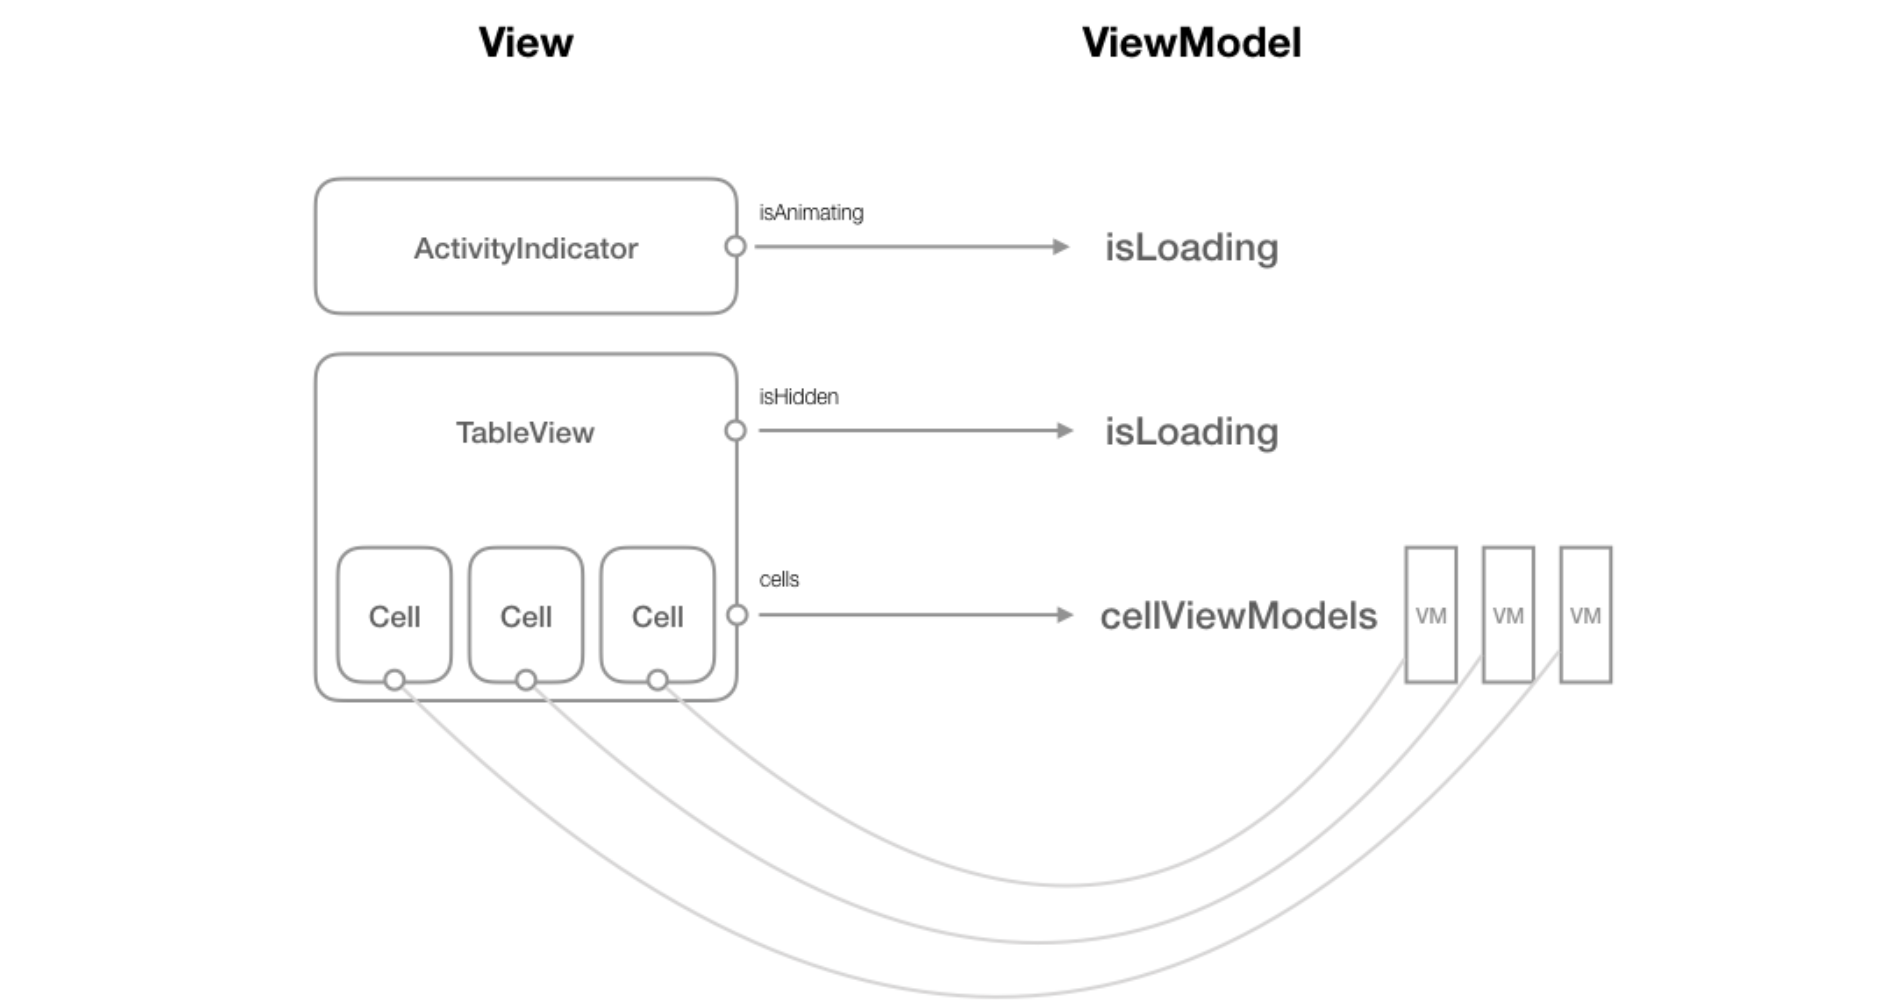 View
ViewModel
isAnimating
ActivityIndicator
isLoading
isHidden
TableView
isLoading
cells
Cell
Cell
Cell
cellViewModels
VM
VM
VM